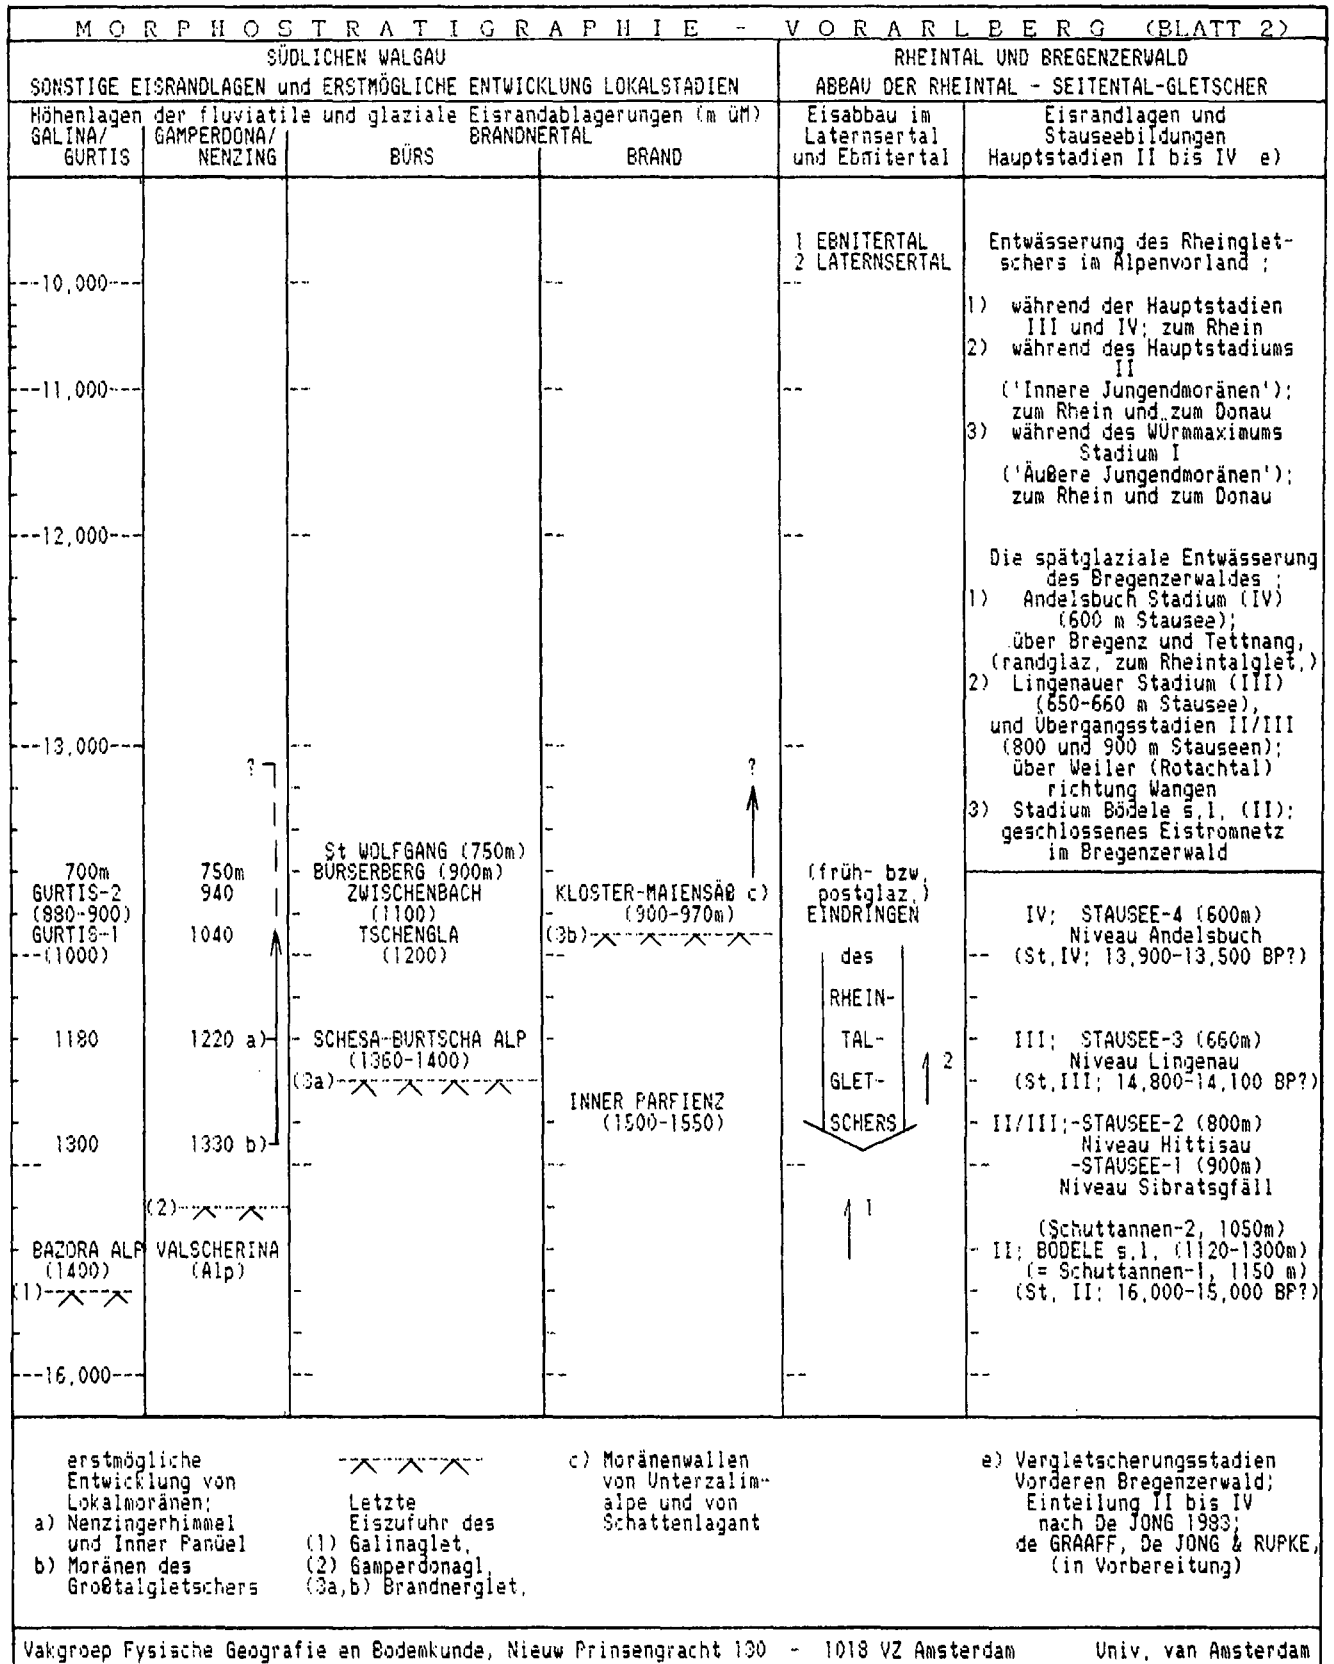 MORPHOSTRATIGRAPHIE - VORARLBERG (BLATT 2)
SÜDLICHEN WALGAU
SONSTIGE EISRANDLAGEN und ERSTMÖGLICHE ENTWICKLUNG LOKALSTADIEN
RHEINTAL UND BREGENZERWALD
ABBAU DER RHEINTAL - SEITENTAL-GLETSCHER
Höhenlagen der fluviatile und glaziale Eisrandablagerungen (m üM)
GALINA/
GURTIS
GAMPERDONA/
NENZING
BRANDNERTAL
BÜRS
BRAND
Eisabbau im
Laternsertal
und Ebnitertal
Eisrandlagen und
Stauseebildungen
Hauptstadien II bis IV e)
---10,000----
---11,000----
---12,000---
---13,000----
---(1000)
---16,000---
700m
GURTIS-2
(880-900)
GURTIS-1
1180
1300
BAZORA ALP
(1400)
(1)
?
750m
940
1040
1220 a)
1330 b)
(2)
VALSCHERINA
(Alp)
St WOLFGANG (750m)
BÜRSERBERG (900m)
ZWISCHENBACH
(1100)
TSCHENGLA
(1200)
SCHESA-BURTSCHA ALP
(1360-1400)
(3a)
?
KLOSTER-MAIENSÄß c)
(900-970m)
(3b)
INNER PARFIENZ
(1500-1550)
1 EBNITERTAL
2 LATERNSERTAL
(früh- bzw.
postglaz.)
EINDRINGEN
des
RHEIN-
TAL-
GLET-
SCHERS
2
1
Entwässerung des Rheinglet-
schers im Alpenvorland ;
1) während der Hauptstadien
III und IV; zum Rhein
2) während des Hauptstadiums
II
('Innere Jungendmoränen');
zum Rhein und zum Donau
3) während des Würmmaximums
Stadium I
('Äußere Jungendmoränen');
zum Rhein und zum Donau
Die spätglaziale Entwässerung
des Bregenzerwaldes ;
1) Andelsbuch Stadium (IV)
(600 m Stausee);
über Bregenz und Tettnang,
(randglaz. zum Rheintalglet.)
2) Lingenauer Stadium (III)
(650-660 m Stausee),
und Übergangsstadien II/III
(800 und 900 m Stauseen);
über Weiler (Rotachtal)
richtung Wangen
3) Stadium Bödele s.l. (II);
geschlossenes Eistromnetz
im Bregenzerwald
IV; STAUSEE-4 (600m)
Niveau Andelsbuch
(St.IV; 13,900-13,500 BP?)
III; STAUSEE-3 (660m)
Niveau Lingenau
(St.III; 14,800-14,100 BP?)
II/III;-STAUSEE-2 (800m)
Niveau Hittisau
-STAUSEE-1 (900m)
Niveau Sibratsgfäll
(Schuttannen-2, 1050m)
II; BÖDELE s.l. (1120-1300m)
(= Schuttannen-1, 1150 m)
(St. II; 16,000-15,000 BP?)
erstmögliche
Entwicklung von
Lokalmoränen;
a) Nenzingerhimmel
und Inner Panüel
b) Moränen des
Großtalgletschers
Letzte
Eiszufuhr des
(1) Galinaglet.
(2) Gamperdonagl.
(3a,b) Brandnerglet.
c) Moränenwallen
von Unterzalim-
alpe und von
Schattenlagant
e) Vergletscherungsstadien
Vorderen Bregenzerwald;
Einteilung II bis IV
nach De JONG 1983;
de GRAAFF, De JONG & RUPKE,
(in Vorbereitung)
Vakgroep Fysische Geografie en Bodemkunde, Nieuw Prinsengracht 130 - 1018 VZ Amsterdam Univ. van Amsterdam